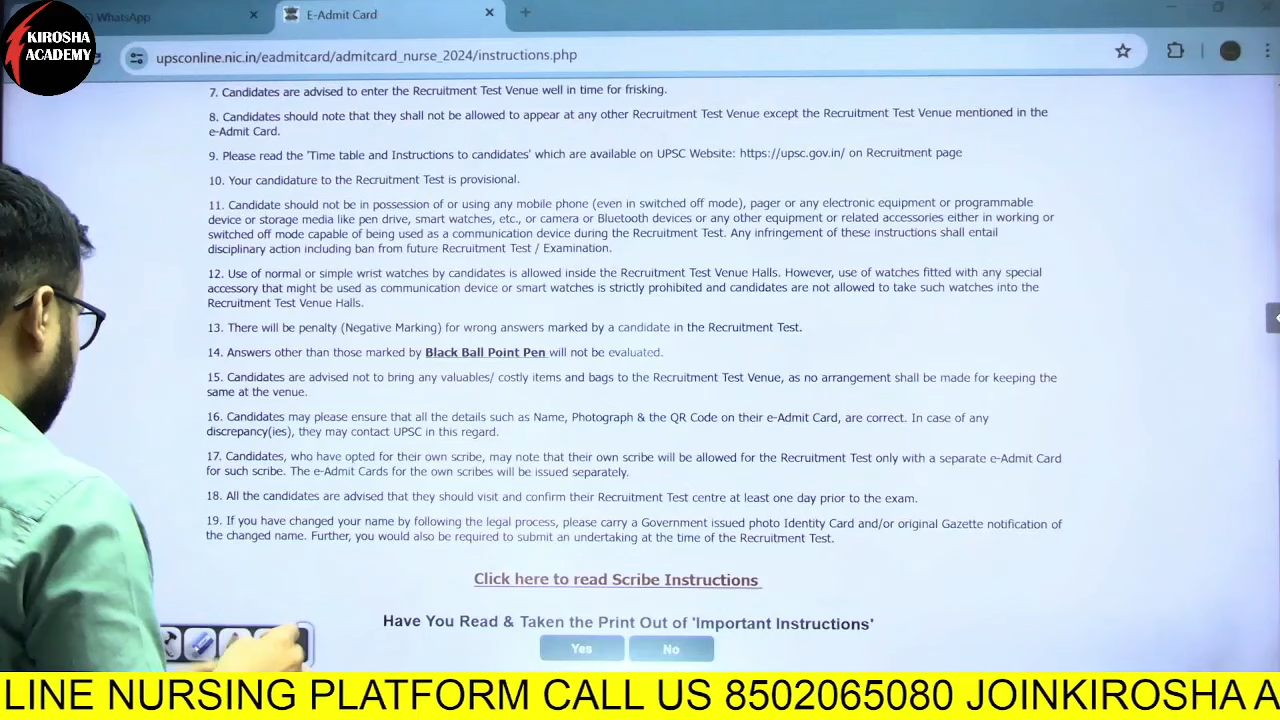 KIROSHA
ACADEMY
WhatsApp
E-Admit Card
upsconline.nic.in/eadmitcard/admitcard_nurse_2024/instructions.php
7. Candidates are advised to enter the Recruitment Test Venue well in time for frisking.
8. Candidates should note that they shall not be allowed to appear at any other Recruitment Test Venue except the Recruitment Test Venue mentioned in the
e-Admit Card.
9. Please read the 'Time table and Instructions to candidates' which are available on UPSC Website: https://upsc.gov.in/ on Recruitment page
10. Your candidature to the Recruitment Test is provisional.
11. Candidate should not be in possession of or using any mobile phone (even in switched off mode), pager or any electronic equipment or programmable
device or storage media like pen drive, smart watches, etc., or camera or Bluetooth devices or any other equipment or related accessories either in working or
switched off mode capable of being used as a communication device during the Recruitment Test. Any infringement of these instructions shall entail
disciplinary action including ban from future Recruitment Test / Examination.
12. Use of normal or simple wrist watches by candidates is allowed inside the Recruitment Test Venue Halls. However, use of watches fitted with any special
accessory that might be used as communication device or smart watches is strictly prohibited and candidates are not allowed to take such watches into the
Recruitment Test Venue Halls.
13. There will be penalty (Negative Marking) for wrong answers marked by a candidate in the Recruitment Test.
14. Answers other than those marked by Black Ball Point Pen will not be evaluated.
15. Candidates are advised not to bring any valuables/ costly items and bags to the Recruitment Test Venue, as no arrangement shall be made for keeping the
same at the venue.
16. Candidates may please ensure that all the details such as Name, Photograph & the QR Code on their e-Admit Card, are correct. In case of any
discrepancy(ies), they may contact UPSC in this regard.
17. Candidates, who have opted for their own scribe, may note that their own scribe will be allowed for the Recruitment Test only with a separate e-Admit Card
for such scribe. The e-Admit Cards for the own scribes will be issued separately.
18. All the candidates are advised that they should visit and confirm their Recruitment Test centre at least one day prior to the exam.
19. If you have changed your name by following the legal process, please carry a Government issued photo Identity Card and/or original Gazette notification of
the changed name. Further, you would also be required to submit an undertaking at the time of the Recruitment Test.
Click here to read Scribe Instructions
Have You Read & Taken the Print Out of 'Important Instructions'
Yes No
LINE NURSING PLATFORM CALL US 8502065080 JOINKIROSHA A